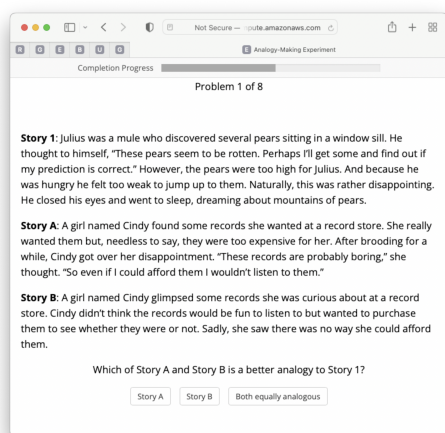 Not Secure — pute.amazonaws.com
R G E B U G E Analogy-Making Experiment
Completion Progress
Problem 1 of 8
Story 1: Julius was a mule who discovered several pears sitting in a window sill. He
thought to himself, “These pears seem to be rotten. Perhaps I’ll get some and find out if
my prediction is correct.” However, the pears were too high for Julius. And because he
was hungry he felt too weak to jump up to them. Naturally, this was rather disappointing.
He closed his eyes and went to sleep, dreaming about mountains of pears.
Story A: A girl named Cindy found some records she wanted at a record store. She really
wanted them but, needless to say, they were too expensive for her. After brooding for a
while, Cindy got over her disappointment. “These records are probably boring,” she
thought. “So even if I could afford them I wouldn’t listen to them.”
Story B: A girl named Cindy glimpsed some records she was curious about at a record
store. Cindy didn’t think the records would be fun to listen to but wanted to purchase
them to see whether they were or not. Sadly, she saw there was no way she could afford
them.
Which of Story A and Story B is a better analogy to Story 1?
Story A Story B Both equally analogous